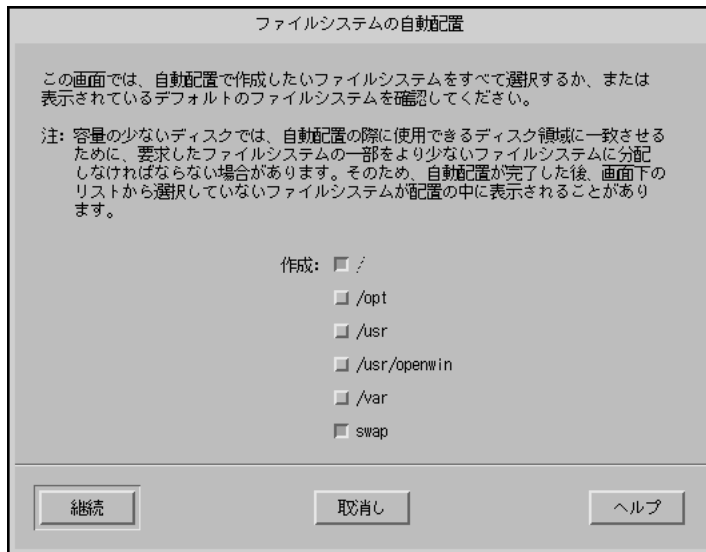 ファイルシステムの自動配置
この画面では、自動配置で作成したいファイルシステムをすべて選択するか、または
表示されているデフォルトのファイルシステムを確認してください。
注: 容量の少ないディスクでは、自動配置の際に使用できるディスク領域に一致させる
ために、要求したファイルシステムの一部をより少ないファイルシステムに分配
しなければならない場合があります。そのため、自動配置が完了した後、画面下の
リストから選択していないファイルシステムが配置の中に表示されることがあり
ます。
作成: /
/opt
/usr
/usr/openwin
/var
swap
継続 取消し ヘルプ